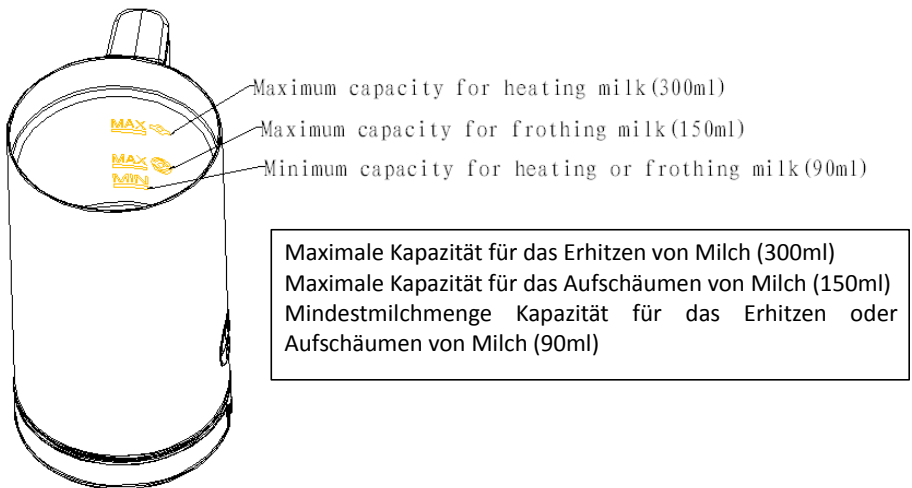 Maximum capacity for heating milk(300ml)
MAX
Maximum capacity for frothing milk(150ml)
MAX
Minimum capacity for heating or frothing milk(90ml)
MIN
Maximale Kapazität für das Erhitzen von Milch (300ml)
Maximale Kapazität für das Aufschäumen von Milch (150ml)
Mindestmilchmenge Kapazität für das Erhitzen oder
Aufschäumen von Milch (90ml)